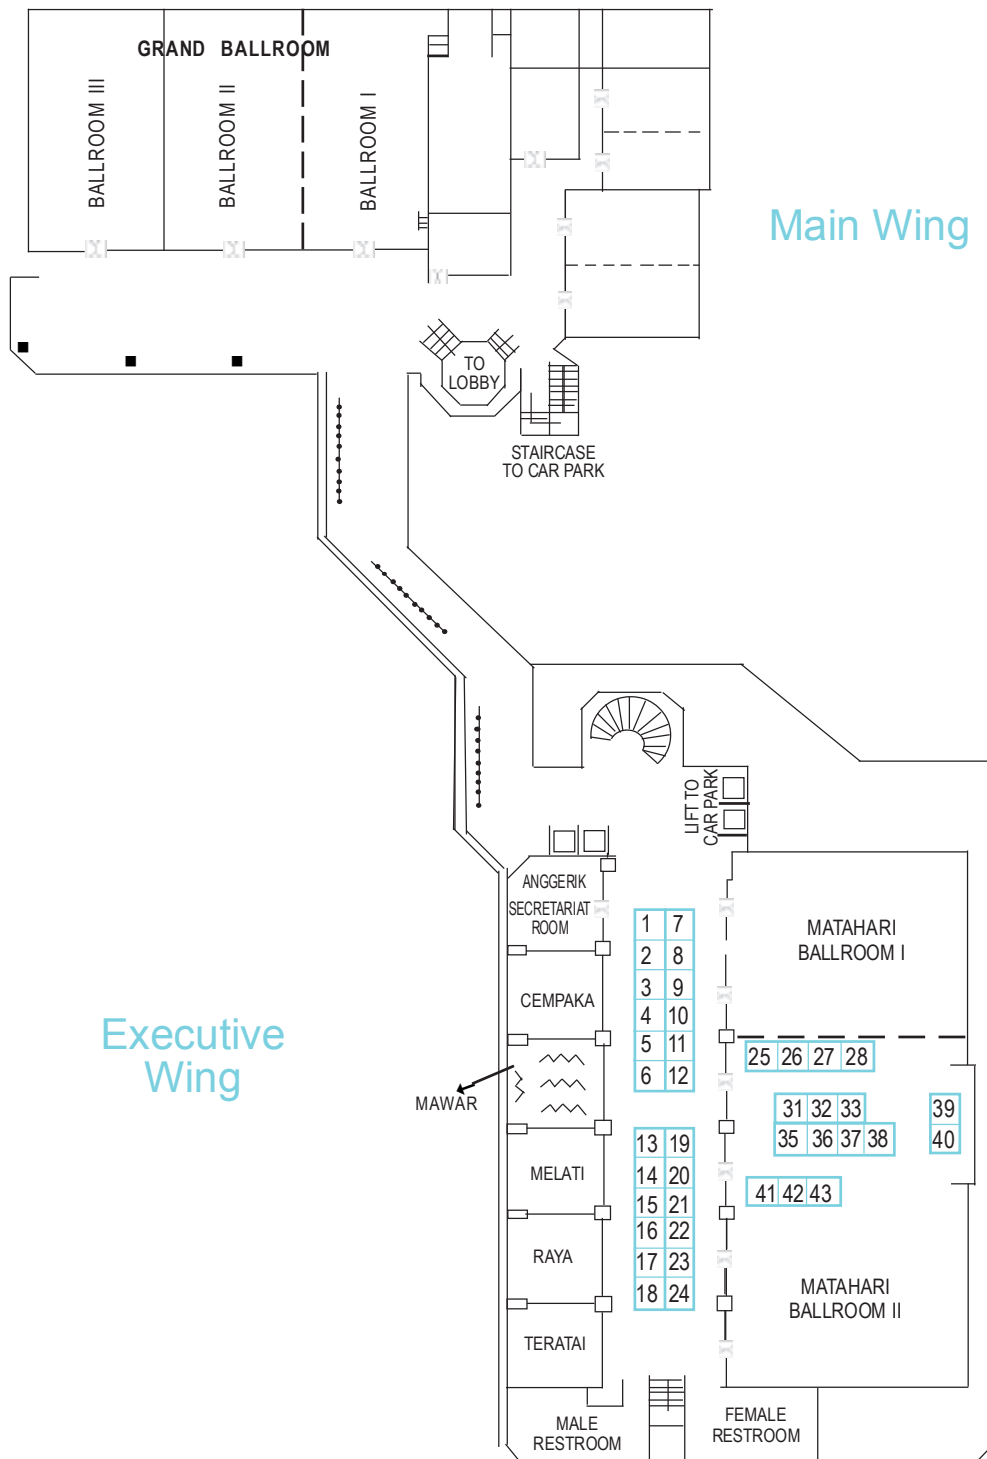 GRAND BALLROOM
BALLROOM III
BALLROOM II
BALLROOM I
Main Wing
TO
LOBBY
STAIRCASE
TO CAR PARK
LIFT TO
CAR PARK
ANGGERIK
SECRETARIAT
ROOM
CEMPAKA
MAWAR
MELATI
RAYA
TERATAI
Executive
Wing
1 7
2 8
3 9
4 10
5 11
6 12
13 19
14 20
15 21
16 22
17 23
18 24
MATAHARI
BALLROOM I
25 26 27 28
31 32 33
35 36 37 38
39
40
41 42 43
MATAHARI
BALLROOM II
MALE
RESTROOM
FEMALE
RESTROOM